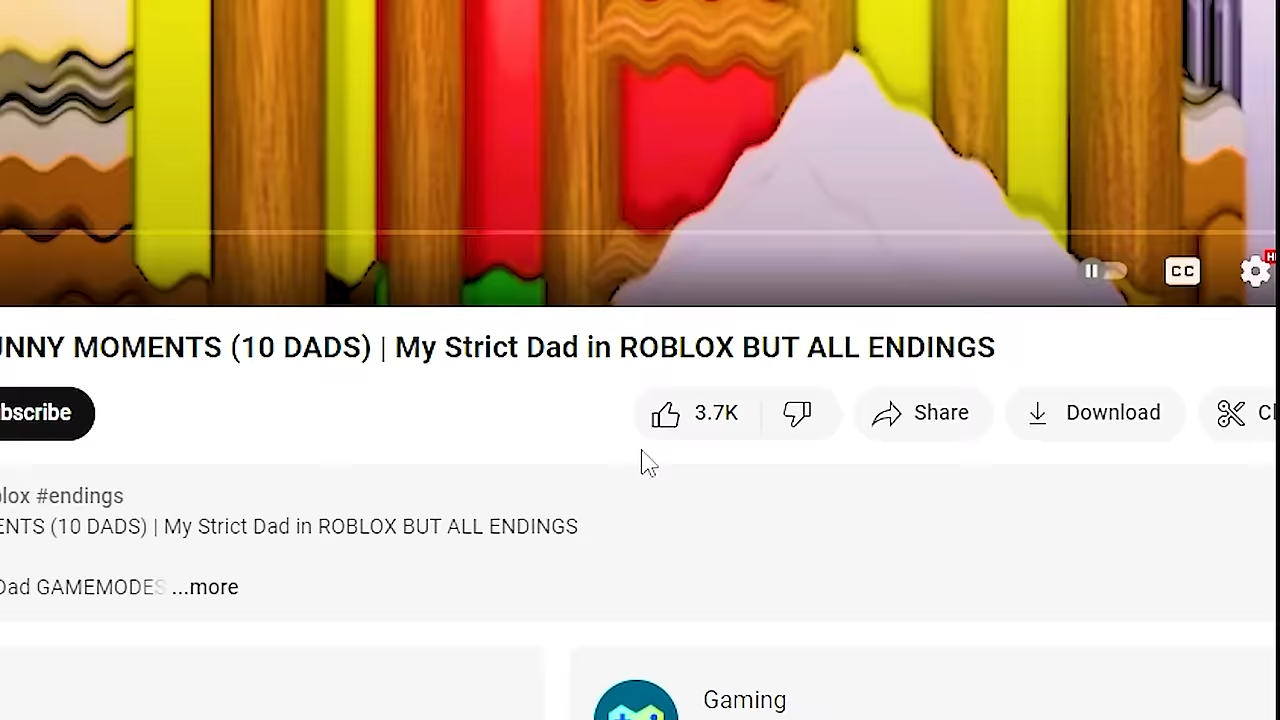 CC
UNNY MOMENTS (10 DADS) | My Strict Dad in ROBLOX BUT ALL ENDINGS
bscribe
3.7K
Share
Download
lox #endings
ENTS (10 DADS) | My Strict Dad in ROBLOX BUT ALL ENDINGS
Dad GAMEMODES ...more
Gaming